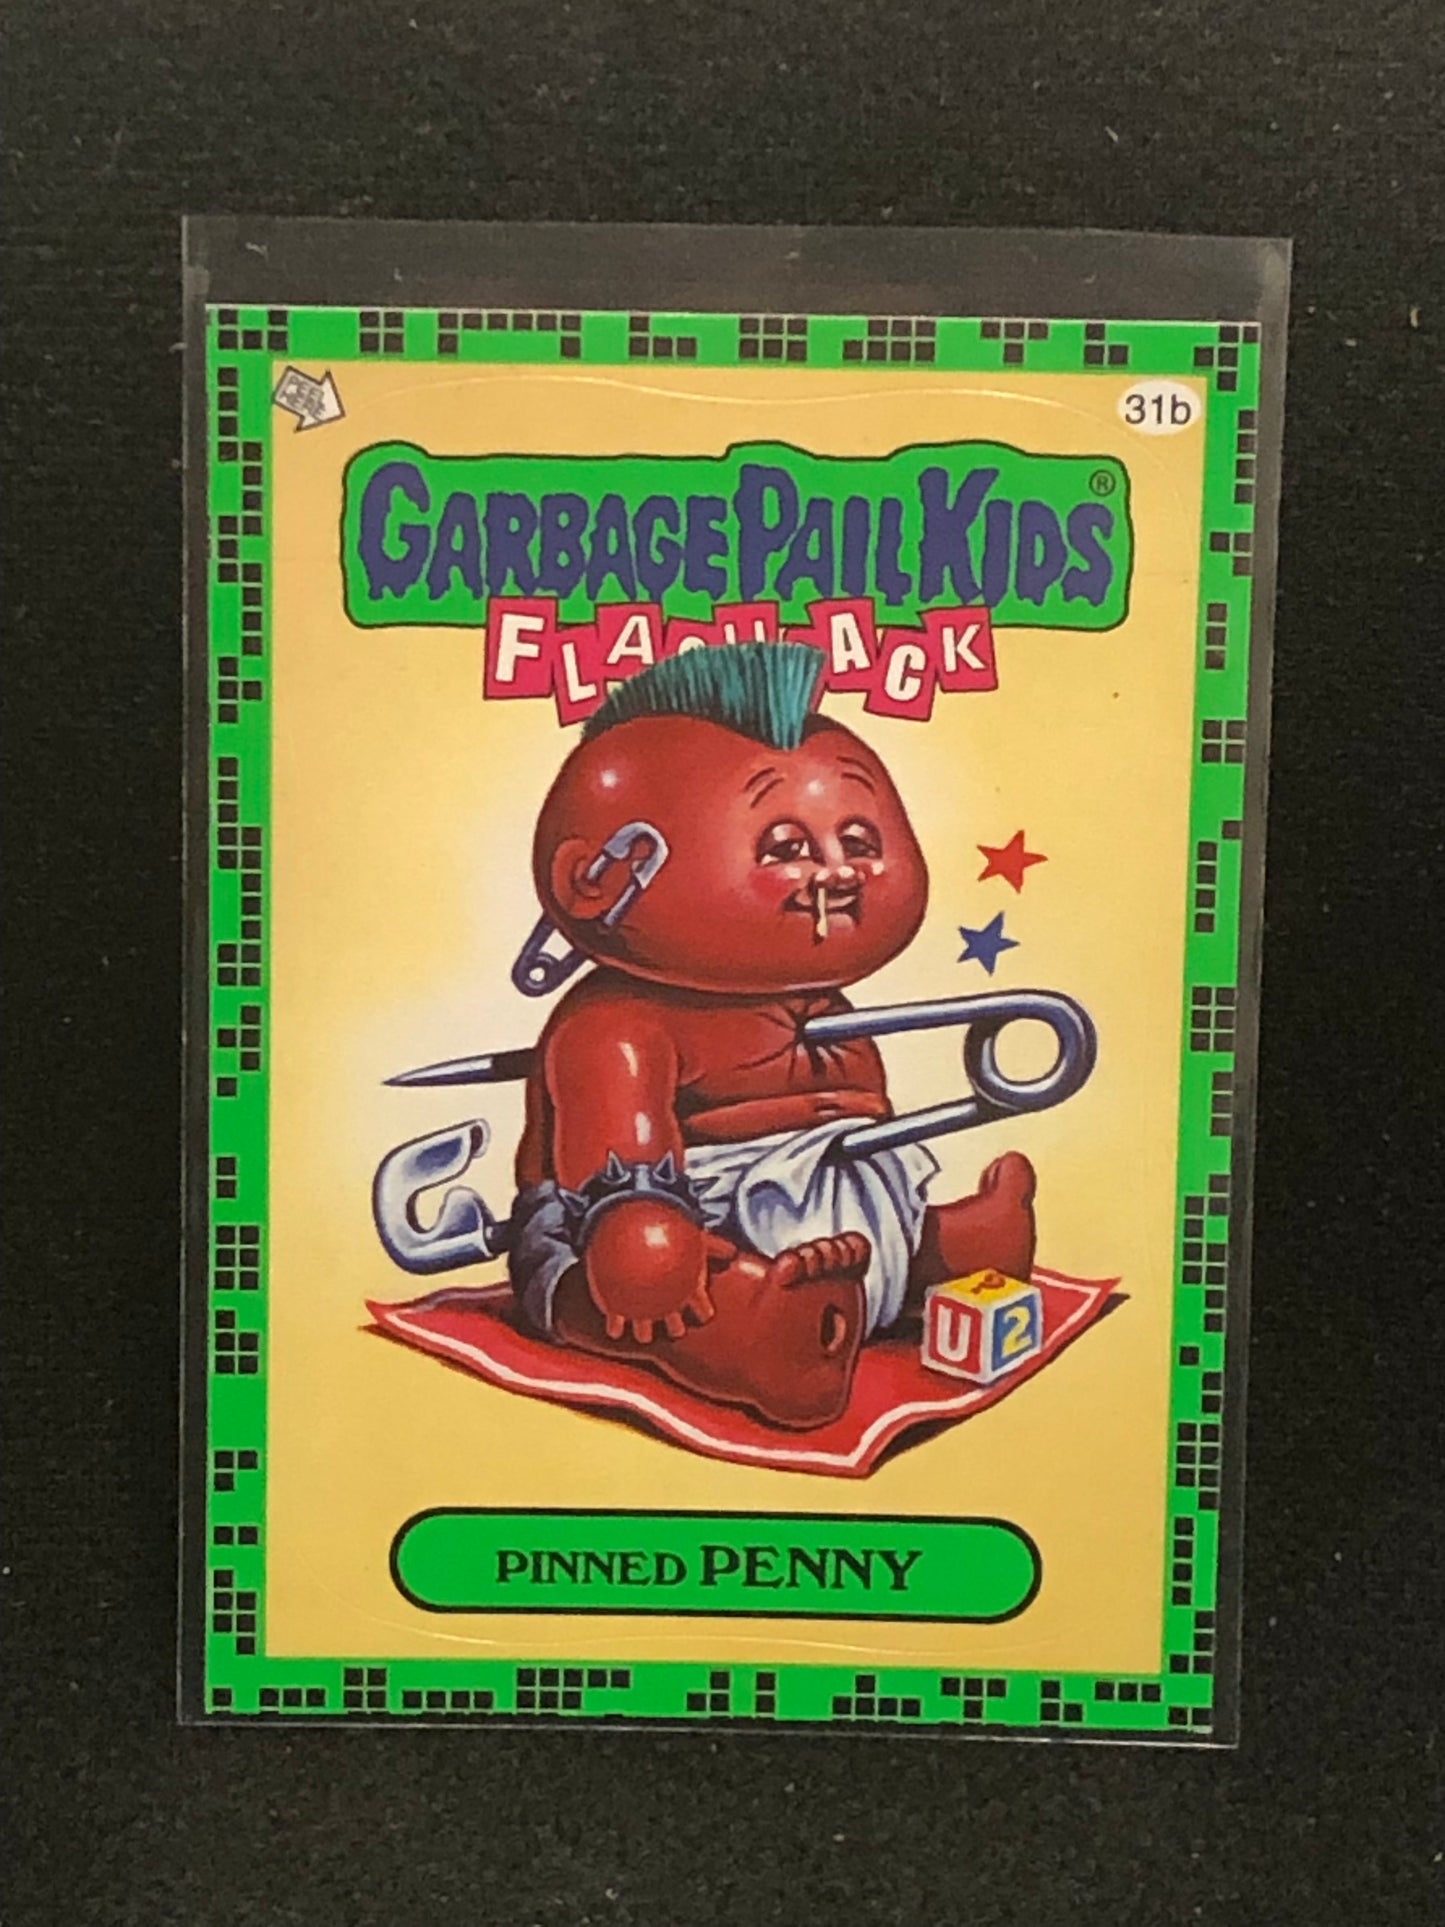 PEEL HERE
31b
GARBAGE PAIL KIDS®
FLASHBACK
U 2
PINNED PENNY